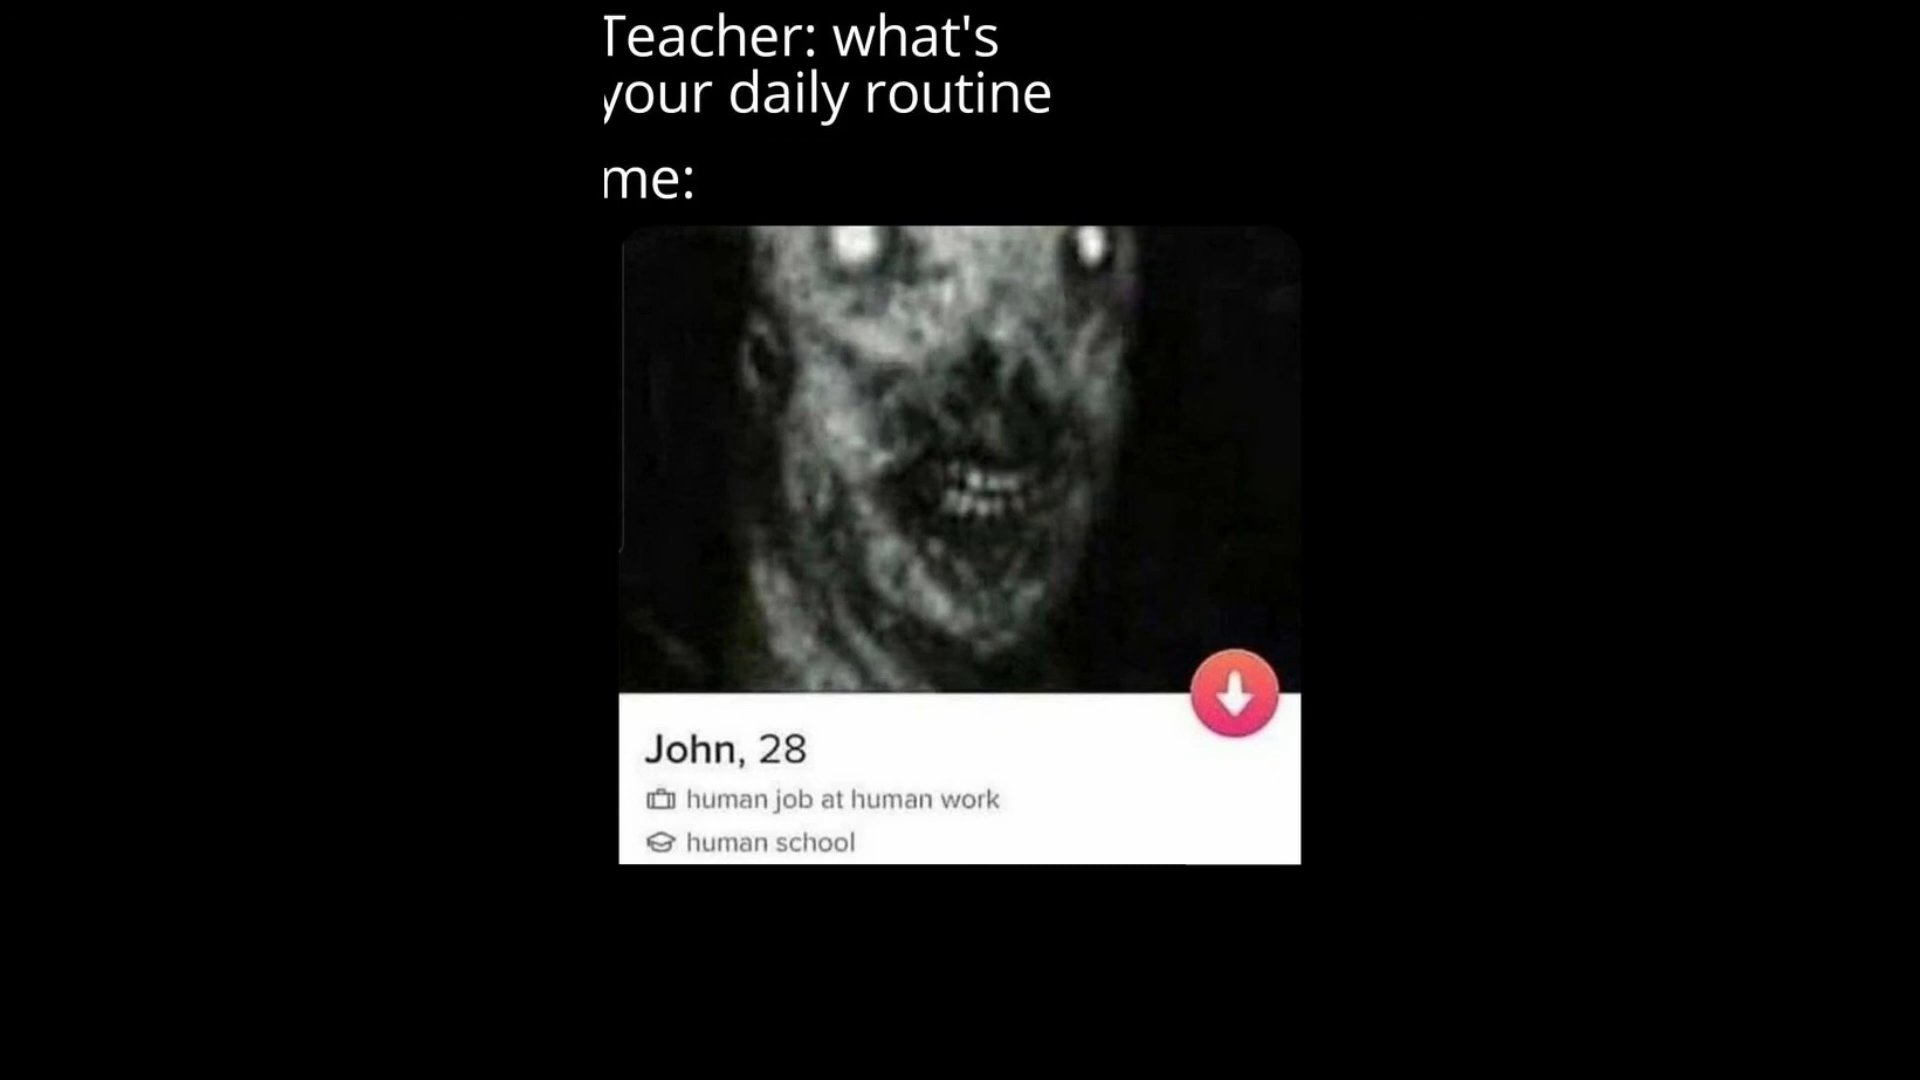 Teacher: what's
your daily routine
me:
John, 28
human job at human work
human school